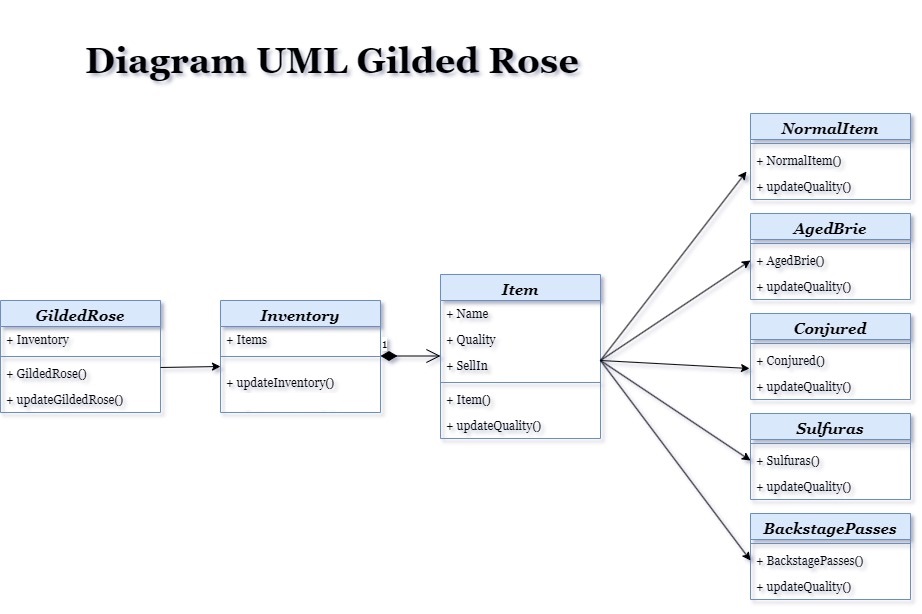 Diagram UML Gilded Rose
GildedRose
+ Inventory
+ GildedRose()
+ updateGildedRose()
Inventory
+ Items
+ updateInventory()
1
Item
+ Name
+ Quality
+ SellIn
+ Item()
+ updateQuality()
NormalItem
+ NormalItem()
+ updateQuality()
AgedBrie
+ AgedBrie()
+ updateQuality()
Conjured
+ Conjured()
+ updateQuality()
Sulfuras
+ Sulfuras()
+ updateQuality()
BackstagePasses
+ BackstagePasses()
+ updateQuality()